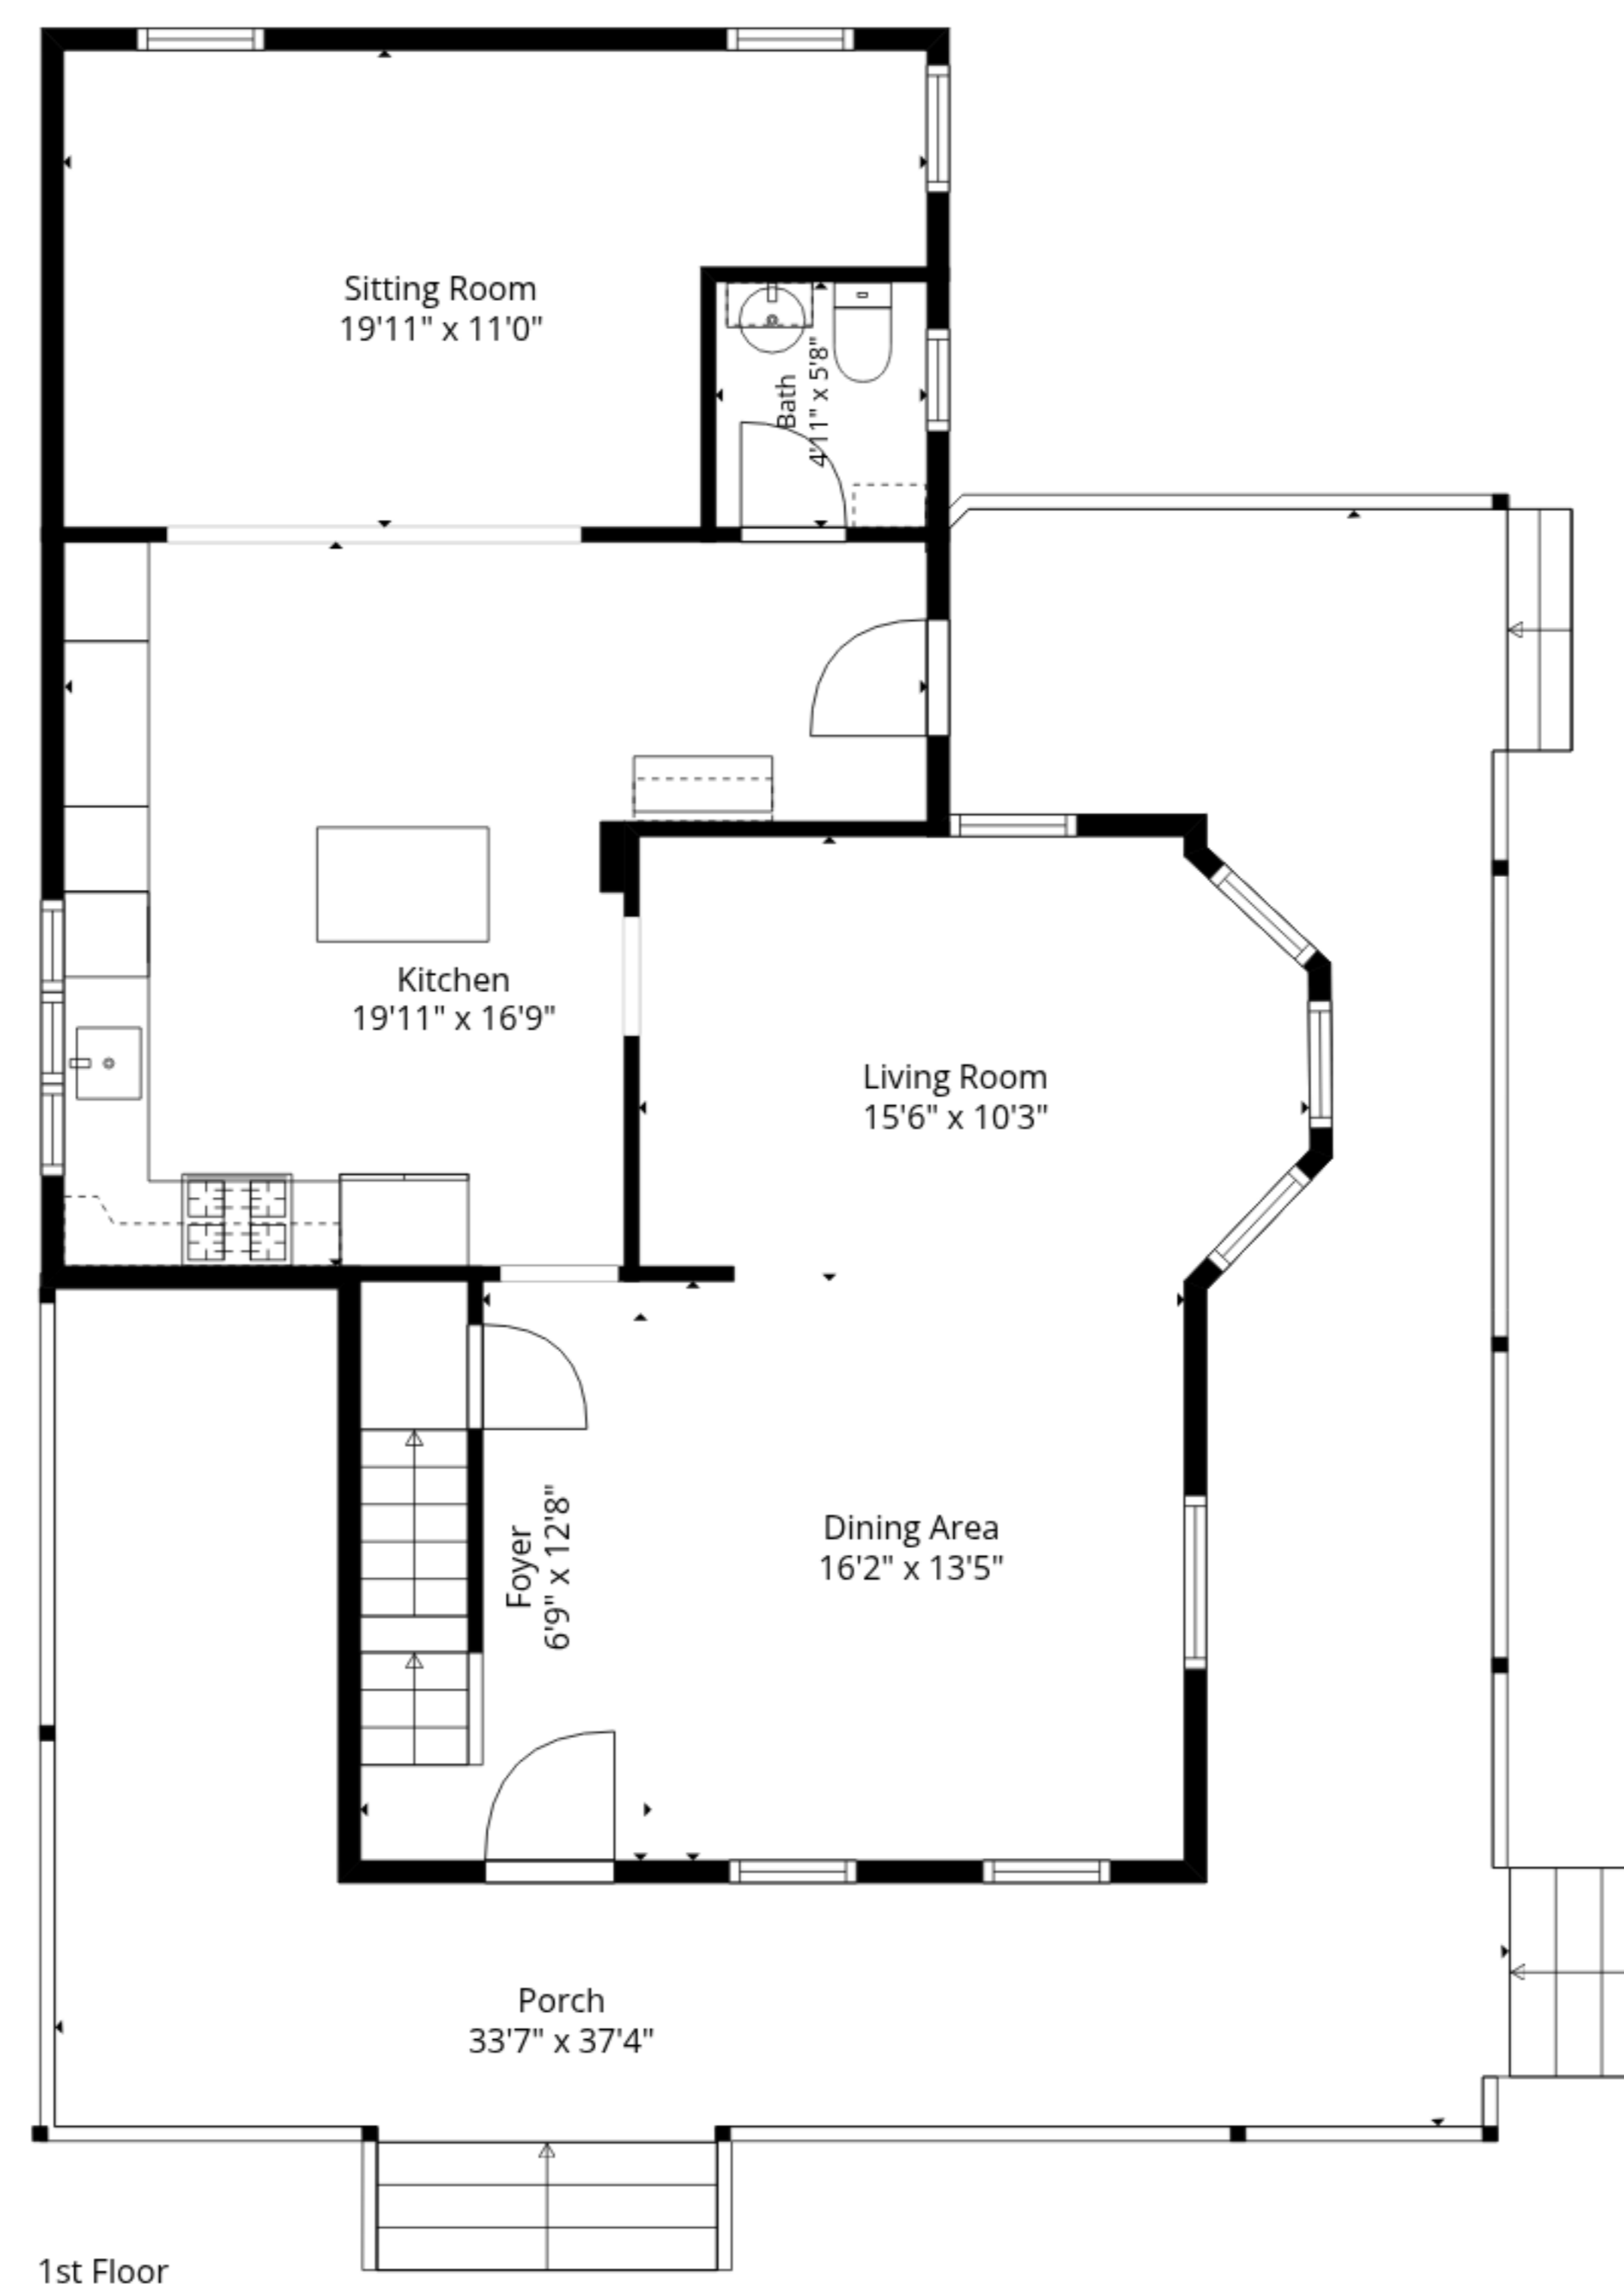 Sitting Room
19'11" x 11'0"
Bath
4'11" x 5'8"
Kitchen
19'11" x 16'9"
Living Room
15'6" x 10'3"
Foyer
6'9" x 12'8"
Dining Area
16'2" x 13'5"
Porch
33'7" x 37'4"
1st Floor